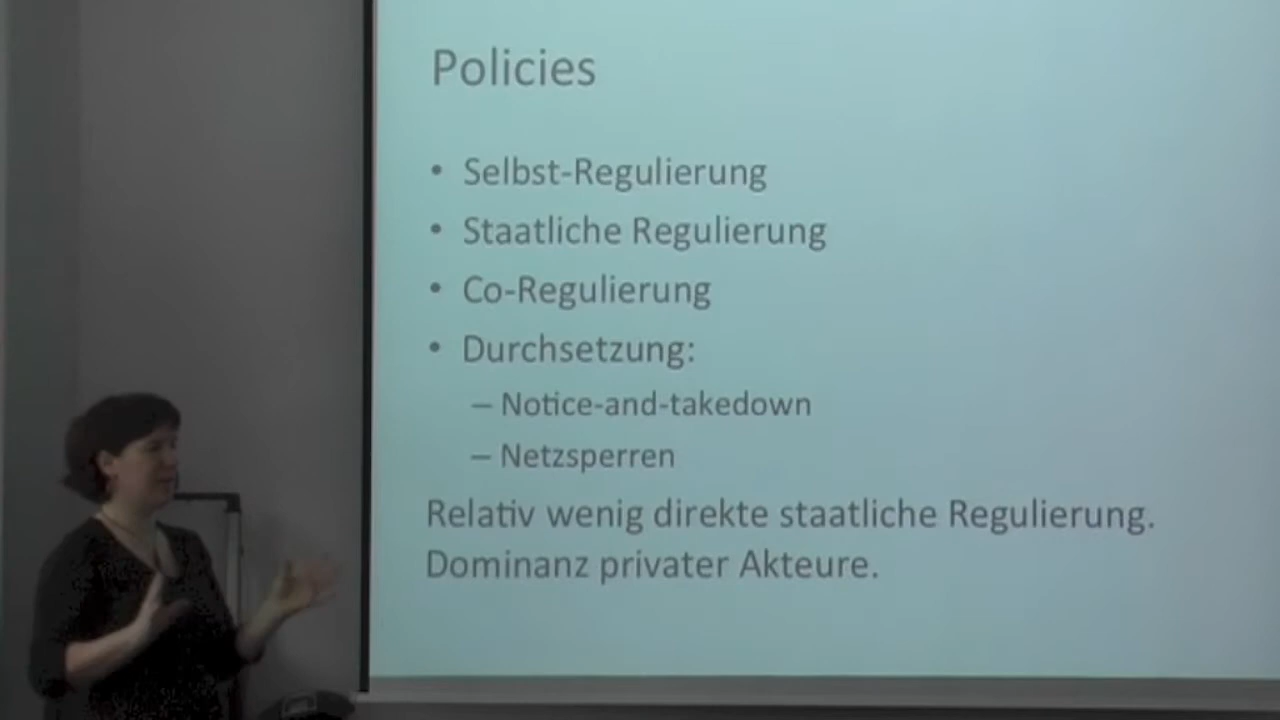 Policies
• Selbst-Regulierung
• Staatliche Regulierung
• Co-Regulierung
• Durchsetzung:
– Notice-and-takedown
– Netzsperren
Relativ wenig direkte staatliche Regulierung.
Dominanz privater Akteure.